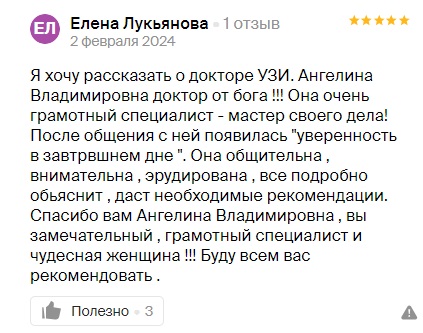 ЕЛ Елена Лукьянова • 1 отзыв
2 февраля 2024
Я хочу рассказать о докторе УЗИ. Ангелина
Владимировна доктор от бога !!! Она очень
грамотный специалист - мастер своего дела!
После общения с ней появилась "уверенность
в завтрвшнем дне ". Она общительна ,
внимательна , эрудирована , все подробно
обьяснит , даст необходимые рекомендации.
Спасибо вам Ангелина Владимировна , вы
замечательный , грамотный специалист и
чудесная женщина !!! Буду всем вас
рекомендовать .
Полезно • 3